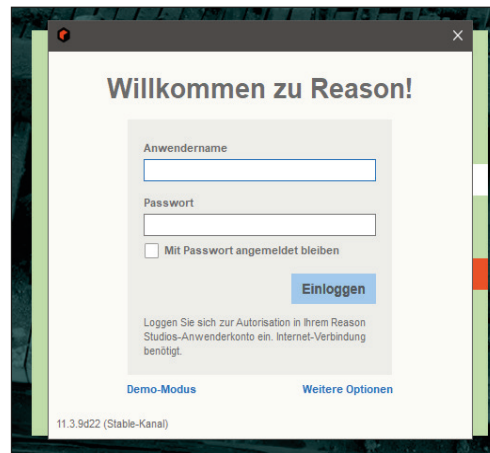 Willkommen zu Reason!
Anwendername
Passwort
Mit Passwort angemeldet bleiben
Einloggen
Loggen Sie sich zur Autorisation in Ihrem Reason
Studios-Anwenderkonto ein. Internet-Verbindung
benötigt.
Demo-Modus
Weitere Optionen
11.3.9d22 (Stable-Kanal)